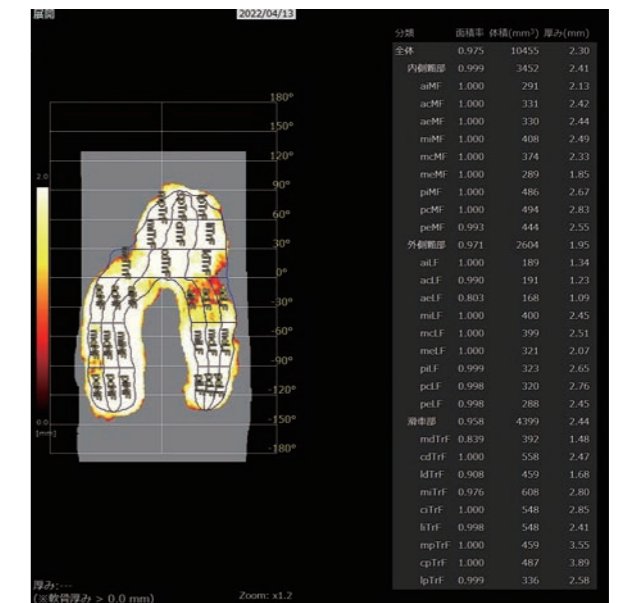 展開
2022/04/13
180°
150°
120°
90°
60°
30°
0°
-30°
-60°
-90°
-120°
-150°
-180°
2.0
0.0
[mm]
厚み:---
(※軟骨厚み > 0.0 mm)
Zoom: x1.2
分類 面積率 体積(mm³) 厚み(mm)
全体 0.975 10455 2.30
内側顆部 0.999 3452 2.41
aiMF 1.000 291 2.13
acMF 1.000 331 2.42
aeMF 1.000 330 2.44
miMF 1.000 408 2.49
mcMF 1.000 374 2.33
meMF 1.000 289 1.85
piMF 1.000 486 2.67
pcMF 1.000 494 2.83
peMF 0.993 444 2.55
外側顆部 0.971 2604 1.95
aiLF 1.000 189 1.34
acLF 0.990 191 1.23
aeLF 0.803 168 1.09
miLF 1.000 400 2.45
mcLF 1.000 399 2.51
meLF 1.000 321 2.07
piLF 0.999 323 2.65
pcLF 0.998 320 2.76
peLF 0.998 288 2.45
滑車部 0.958 4399 2.44
mdTrF 0.839 392 1.48
cdTrF 1.000 558 2.47
ldTrF 0.908 459 1.68
miTrF 0.976 608 2.80
ciTrF 1.000 548 2.85
liTrF 0.998 548 2.41
mpTrF 1.000 459 3.55
cpTrF 1.000 487 3.89
lpTrF 0.999 336 2.58